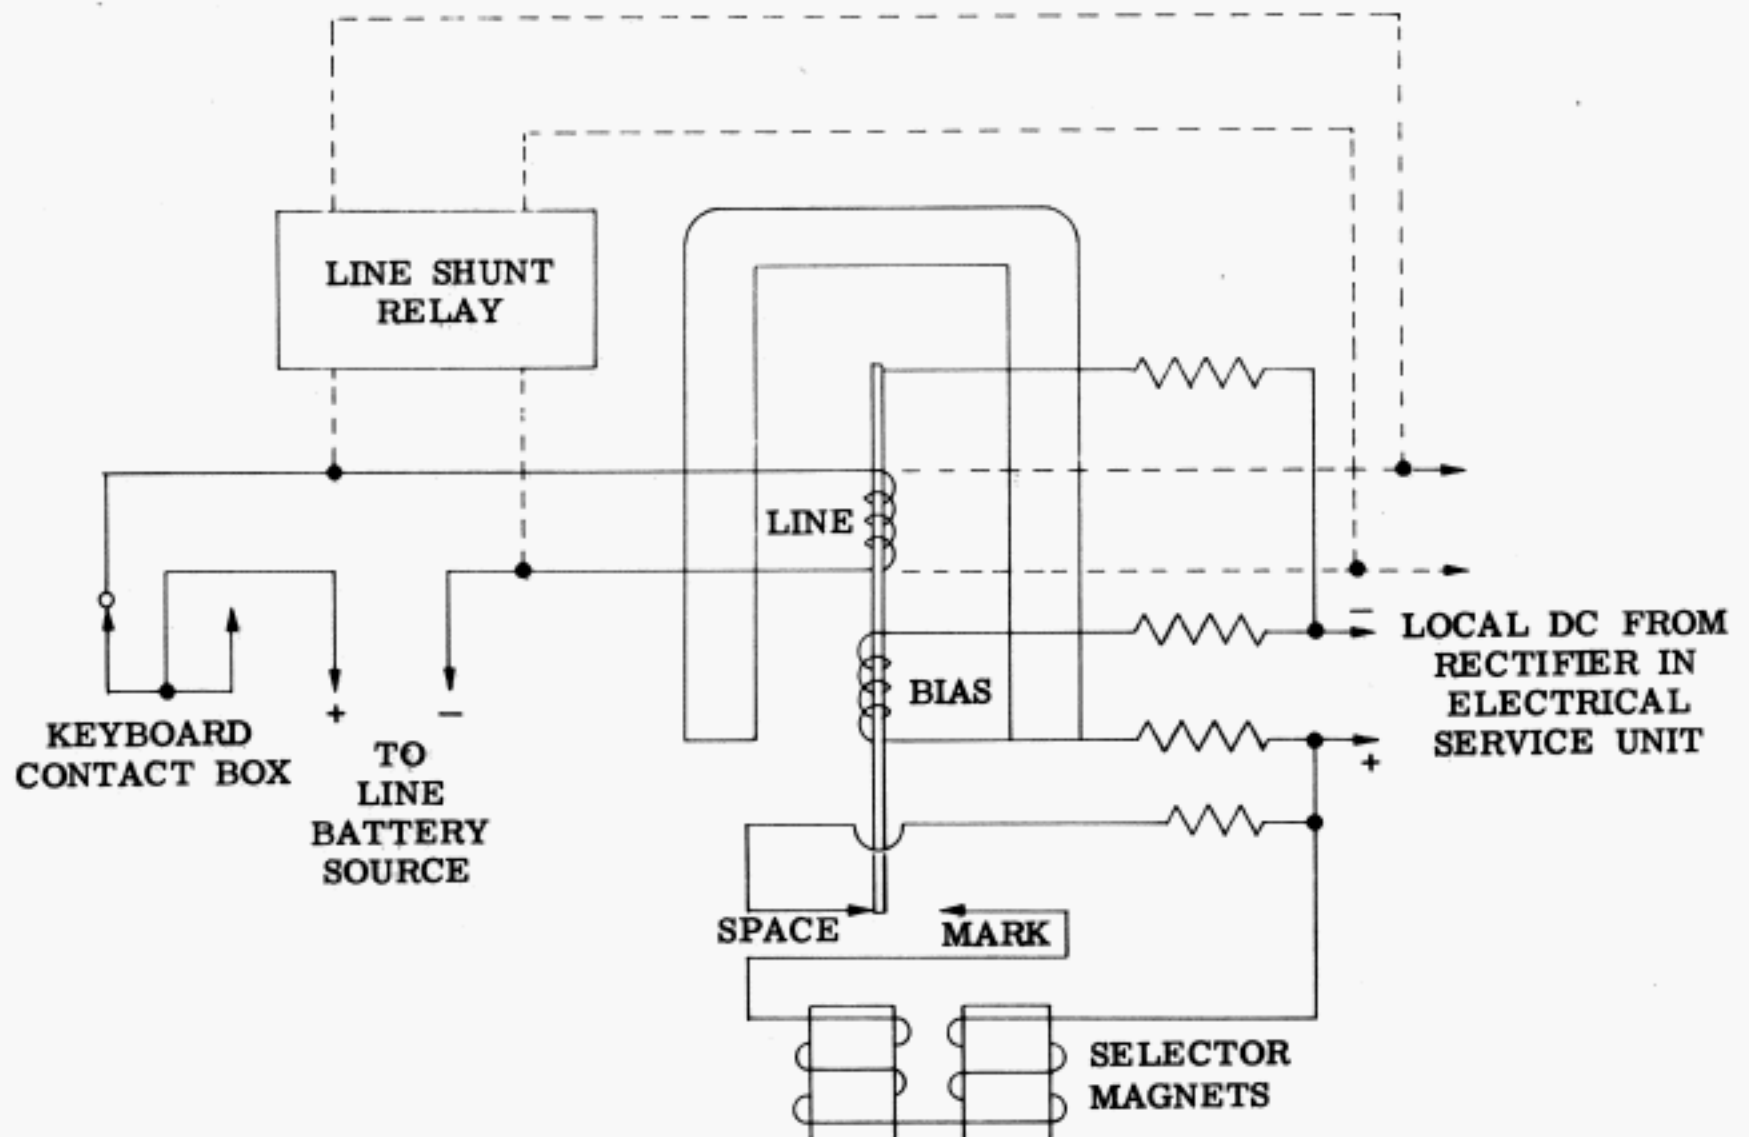 LINE SHUNT
RELAY
LINE
BIAS
−
LOCAL DC FROM
RECTIFIER IN
ELECTRICAL
SERVICE UNIT
+
KEYBOARD
CONTACT BOX
+ −
TO
LINE
BATTERY
SOURCE
SPACE
MARK
SELECTOR
MAGNETS